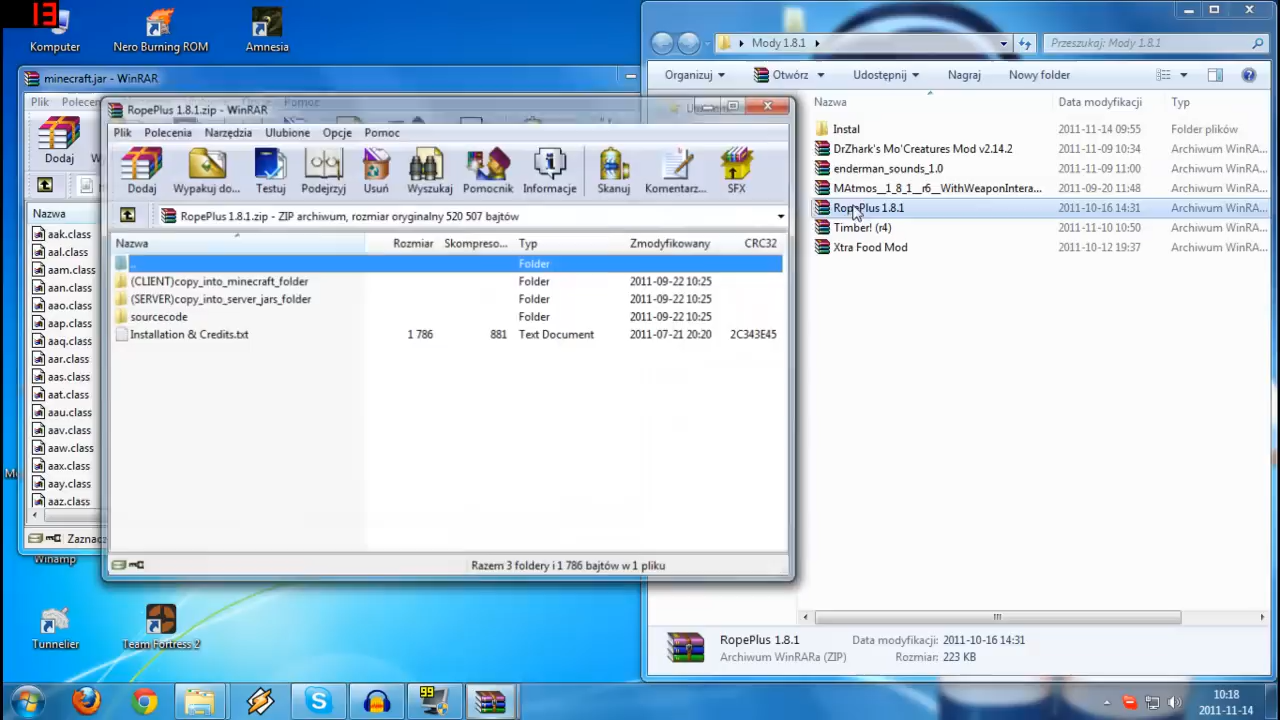 13
Komputer
Nero Burning ROM
Amnesia
Mody 1.8.1
Przeszukaj: Mody 1.8.1
Organizuj
Otwórz
Udostępnij
Nagraj
Nowy folder
Nazwa
Data modyfikacji
Typ
Instal
2011-11-14 09:55
Folder plików
DrZhark's Mo'Creatures Mod v2.14.2
2011-11-09 10:34
Archiwum WinRA...
enderman_sounds_1.0
2011-11-09 11:00
Archiwum WinRA...
MAtmos__1_8_1__r6__WithWeaponIntera...
2011-09-20 11:48
Archiwum WinRA...
RopePlus 1.8.1
2011-10-16 14:31
Archiwum WinRA...
Timber! (r4)
2011-11-10 10:50
Archiwum WinRA...
Xtra Food Mod
2011-10-12 19:37
Archiwum WinRA...
RopePlus 1.8.1
Data modyfikacji: 2011-10-16 14:31
Archiwum WinRARa (ZIP)
Rozmiar: 223 KB
minecraft.jar - WinRAR
Plik
Polecen
Pomoc
Dodaj
W
Nazwa
aak.class
aal.class
aam.class
aan.class
aao.class
aap.class
aaq.class
aar.class
aas.class
aat.class
aau.class
aav.class
aaw.class
aax.class
aay.class
aaz.class
Zaznacz
RopePlus 1.8.1.zip - WinRAR
Plik
Polecenia
Narzędzia
Ulubione
Opcje
Pomoc
Dodaj
Wypakuj do...
Testuj
Podejrzyj
Usuń
Wyszukaj
Pomocnik
Informacje
Skanuj
Komentarz...
SFX
RopePlus 1.8.1.zip - ZIP archiwum, rozmiar oryginalny 520 507 bajtów
Nazwa
Rozmiar
Skompreso...
Typ
Zmodyfikowany
CRC32
..
Folder
(CLIENT)copy_into_minecraft_folder
Folder
2011-09-22 10:25
(SERVER)copy_into_server_jars_folder
Folder
2011-09-22 10:25
sourcecode
Folder
2011-09-22 10:25
Installation & Credits.txt
1 786
881
Text Document
2011-07-21 20:20
2C343E45
Razem 3 foldery i 1 786 bajtów w 1 pliku
Winamp
Tunnelier
Team Fortress 2
99
10:18
2011-11-14